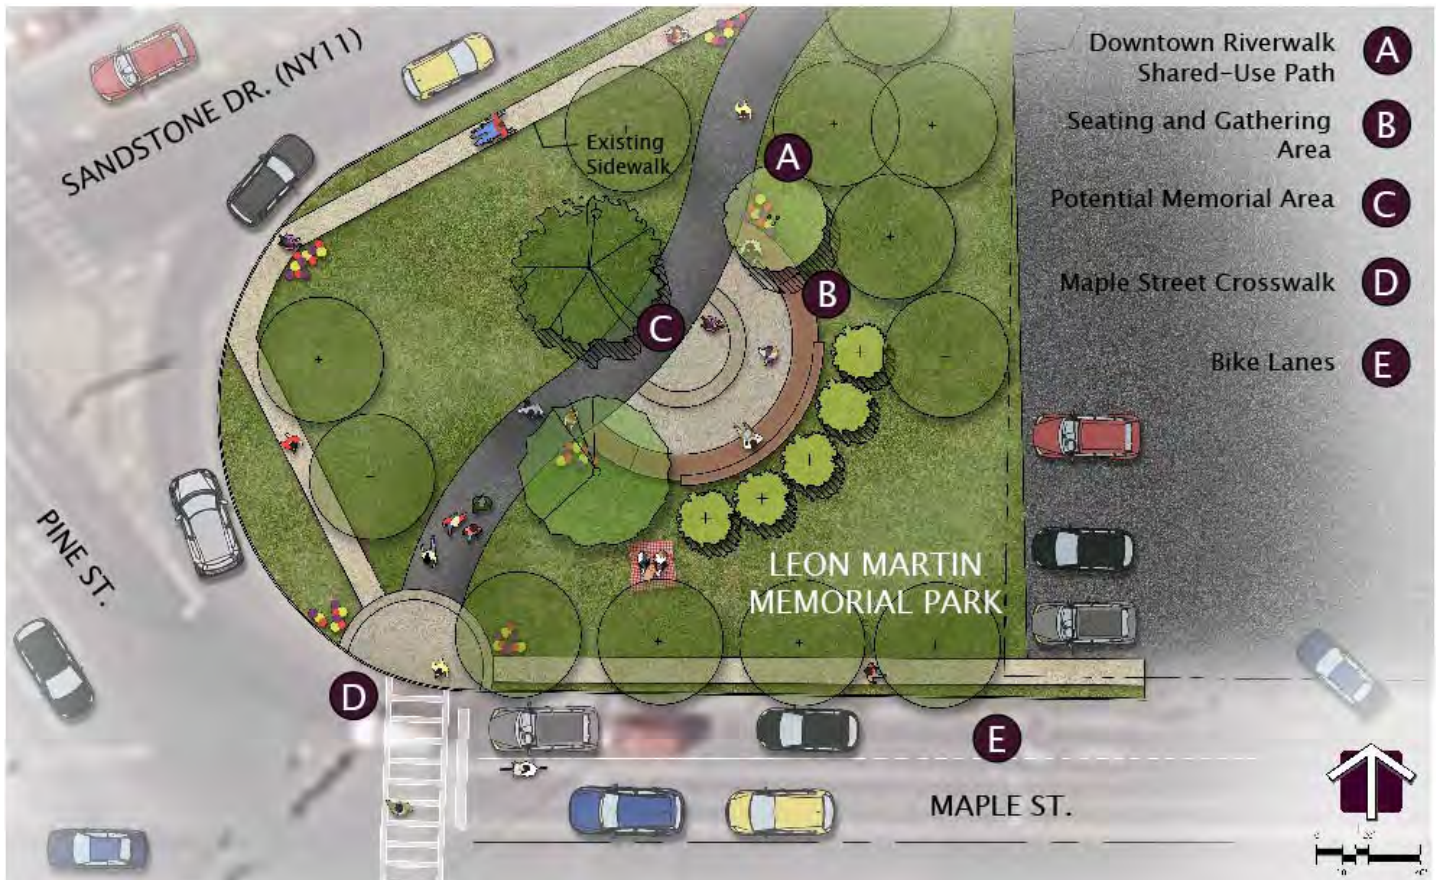 SANDSTONE DR. (NY11)
Existing
Sidewalk
A
B
C
Downtown Riverwalk
Shared-Use Path
A
Seating and Gathering
Area
B
Potential Memorial Area
C
Maple Street Crosswalk
D
Bike Lanes
E
PINE ST.
LEON MARTIN
MEMORIAL PARK
D
E
MAPLE ST.